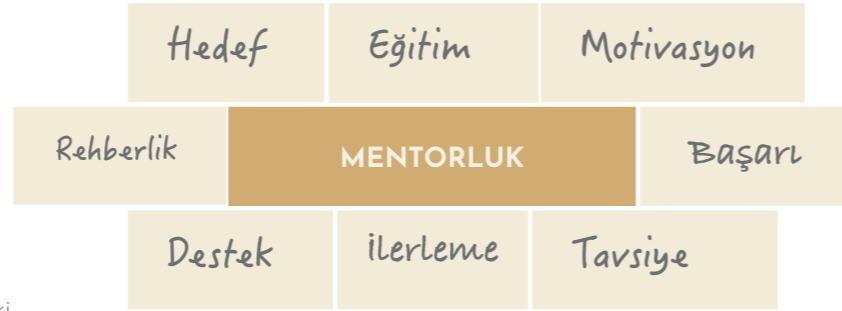 Hedef Eğitim Motivasyon
Rehberlik MENTORLUK Başarı
Destek İlerleme Tavsiye